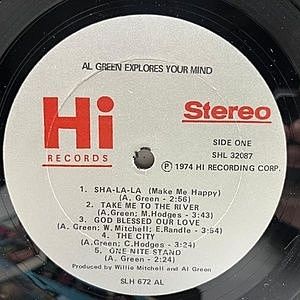 AL GREEN EXPLORES YOUR MIND
Hi
RECORDS
Stereo
SIDE ONE
SHL 32087
℗ 1974 HI RECORDING CORP.
1. SHA-LA-LA (Make Me Happy)
(A. Green - 2:56)
2. TAKE ME TO THE RIVER
(A. Green; M. Hodges - 3:43)
3. GOD BLESSED OUR LOVE
(A. Green; W. Mitchell; E. Randle - 3:54)
4. THE CITY
(A. Green; C. Hodges - 3:24)
5. ONE NITE STAND
(A. Green - 2:24)
Produced by Willie Mitchell and Al Green
SLH 672 AL